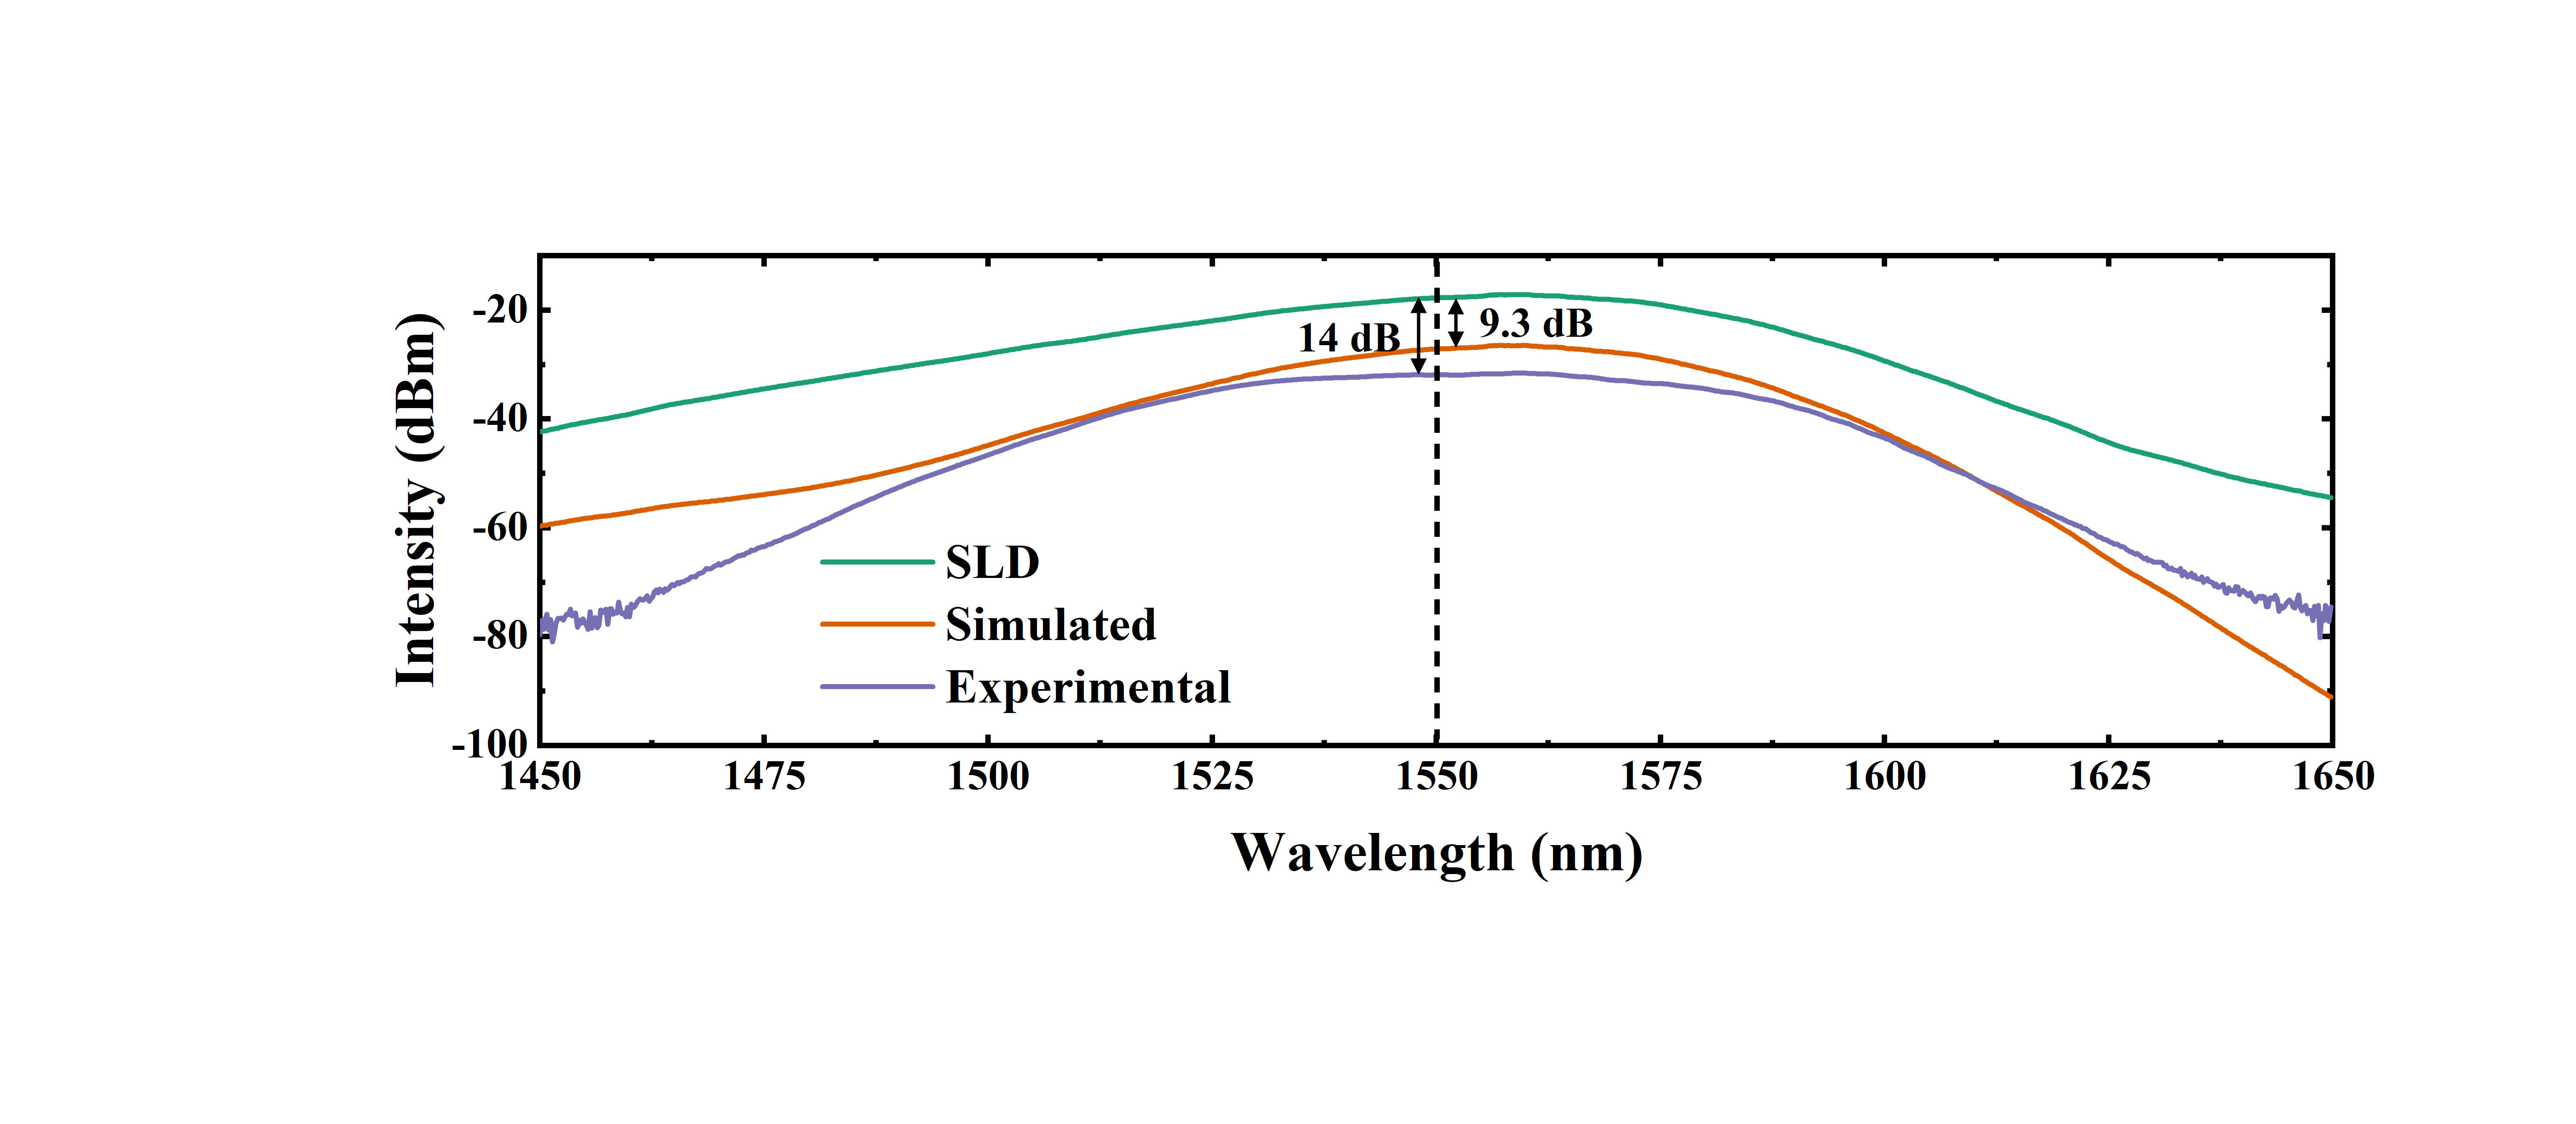 Intensity (dBm)
-20
-40
-60
-80
-100
14 dB
9.3 dB
SLD
Simulated
Experimental
1450 1475 1500 1525 1550 1575 1600 1625 1650
Wavelength (nm)